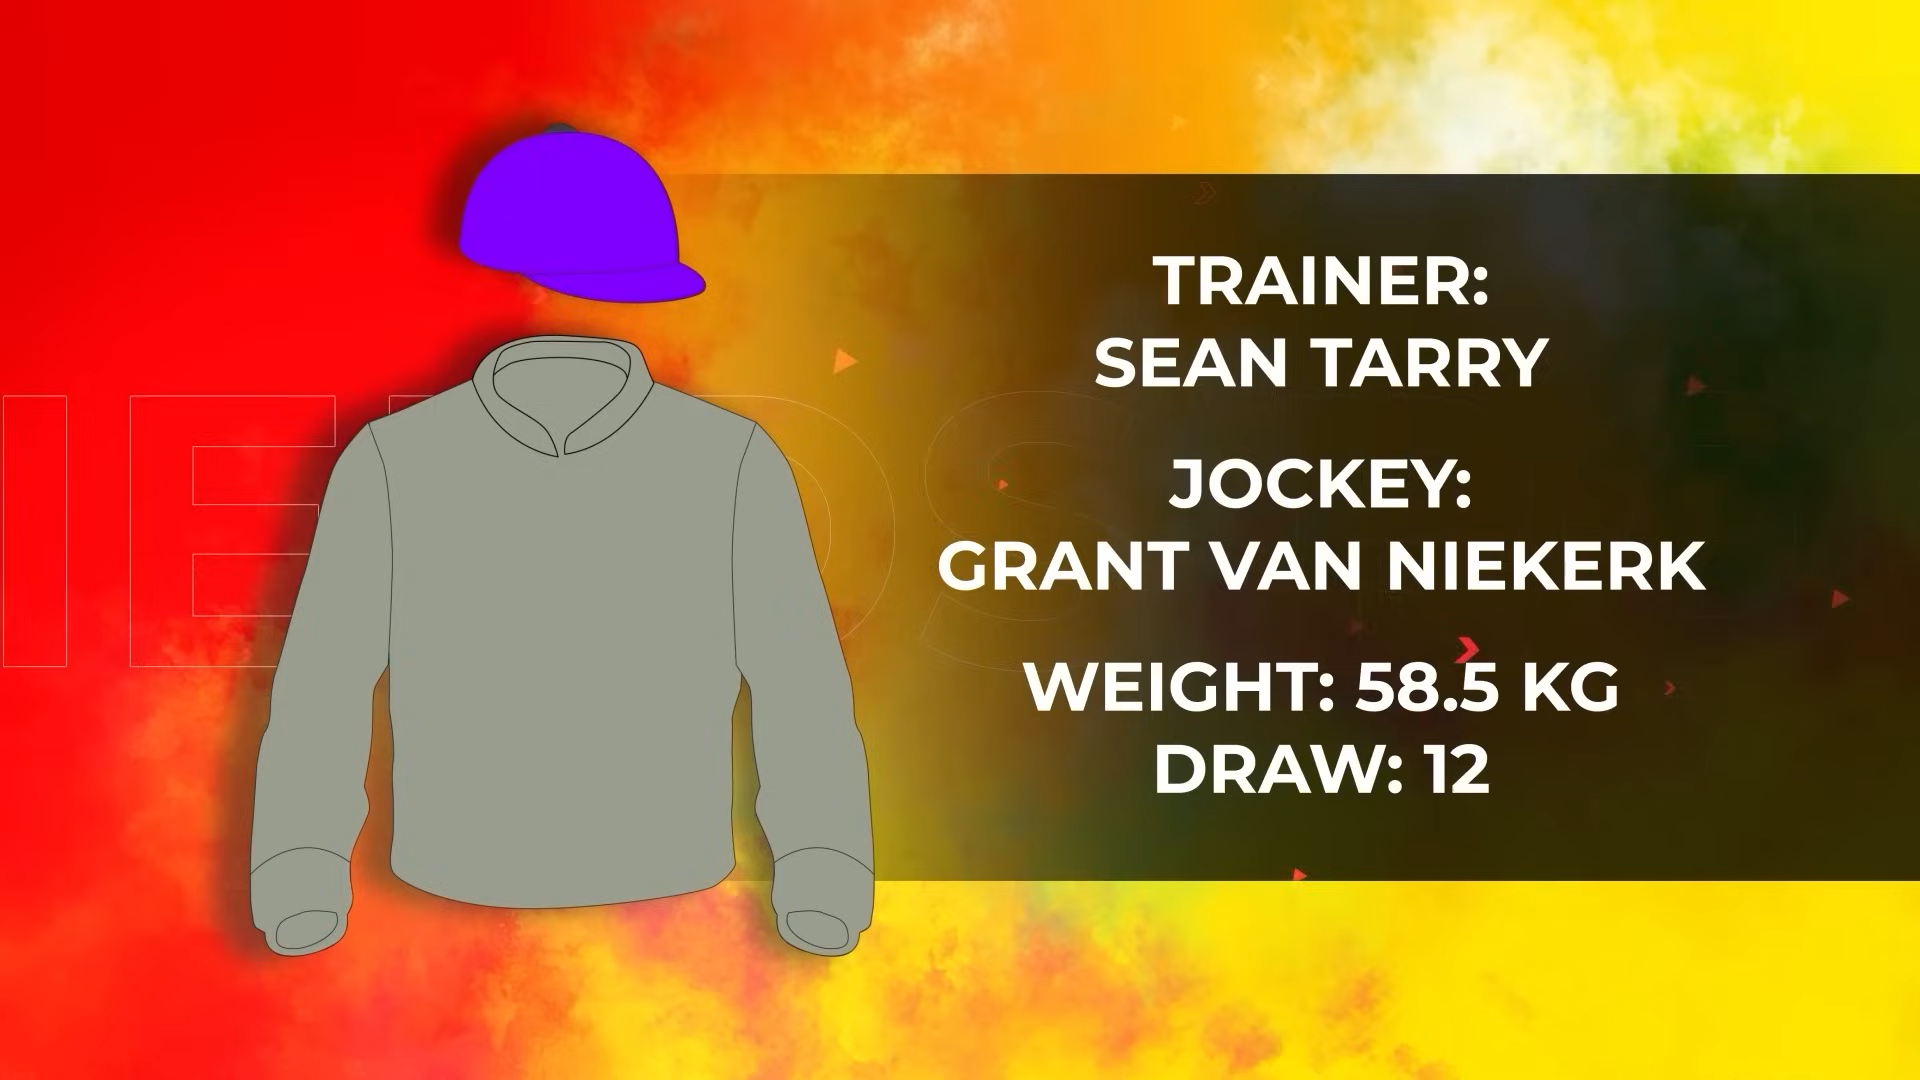 TRAINER:
SEAN TARRY
JOCKEY:
GRANT VAN NIEKERK
WEIGHT: 58.5 KG
DRAW: 12